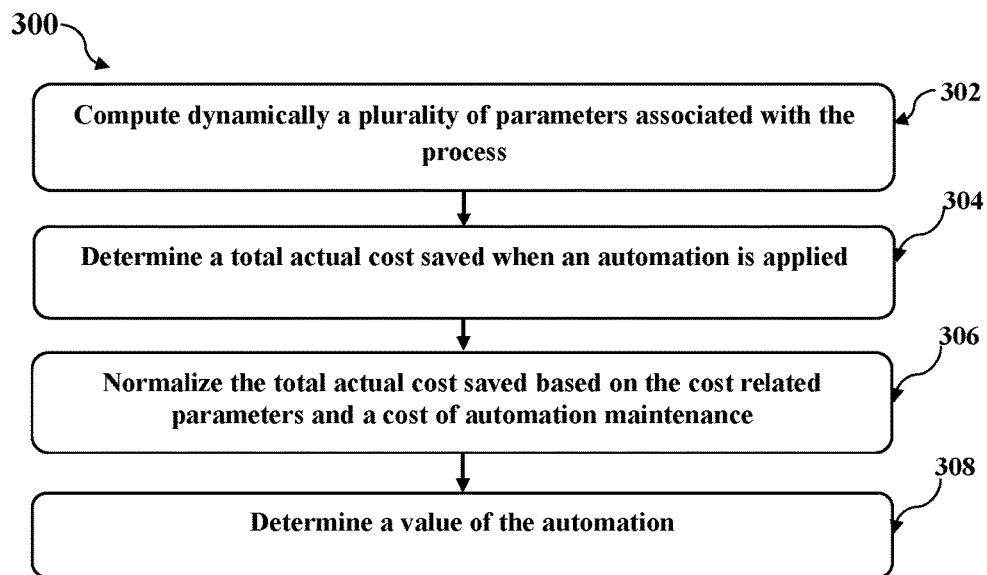 300
302
Compute dynamically a plurality of parameters associated with the
process
304
Determine a total actual cost saved when an automation is applied
306
Normalize the total actual cost saved based on the cost related
parameters and a cost of automation maintenance
308
Determine a value of the automation